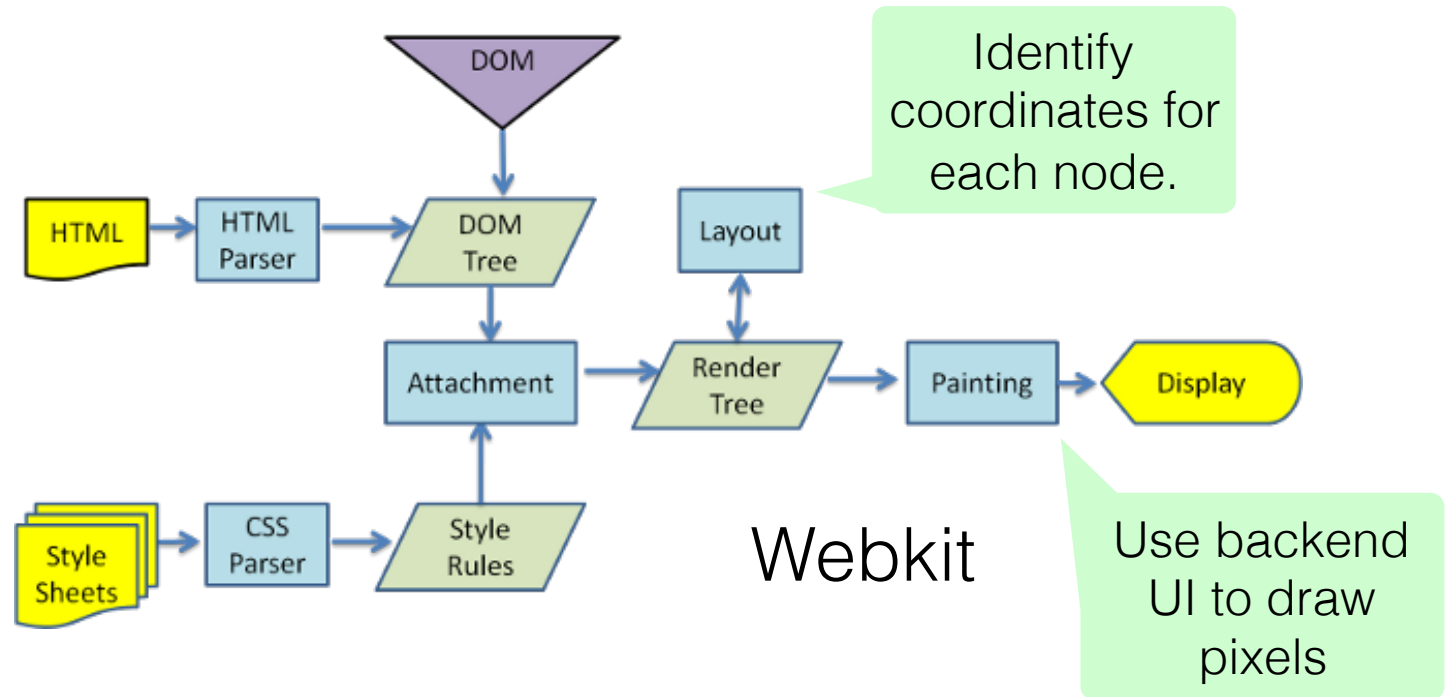 DOM
Identify
coordinates for
each node.
HTML
HTML
Parser
DOM
Tree
Layout
Attachment
Render
Tree
Painting
Display
Style
Sheets
CSS
Parser
Style
Rules
Webkit
Use backend
UI to draw
pixels